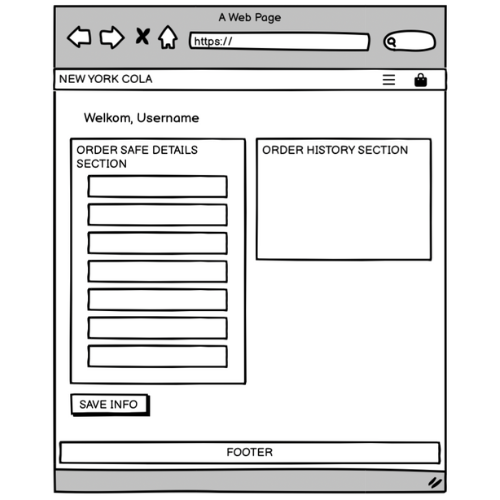 A Web Page
https://
NEW YORK COLA
Welkom, Username
ORDER SAFE DETAILS
SECTION
ORDER HISTORY SECTION
SAVE INFO
FOOTER